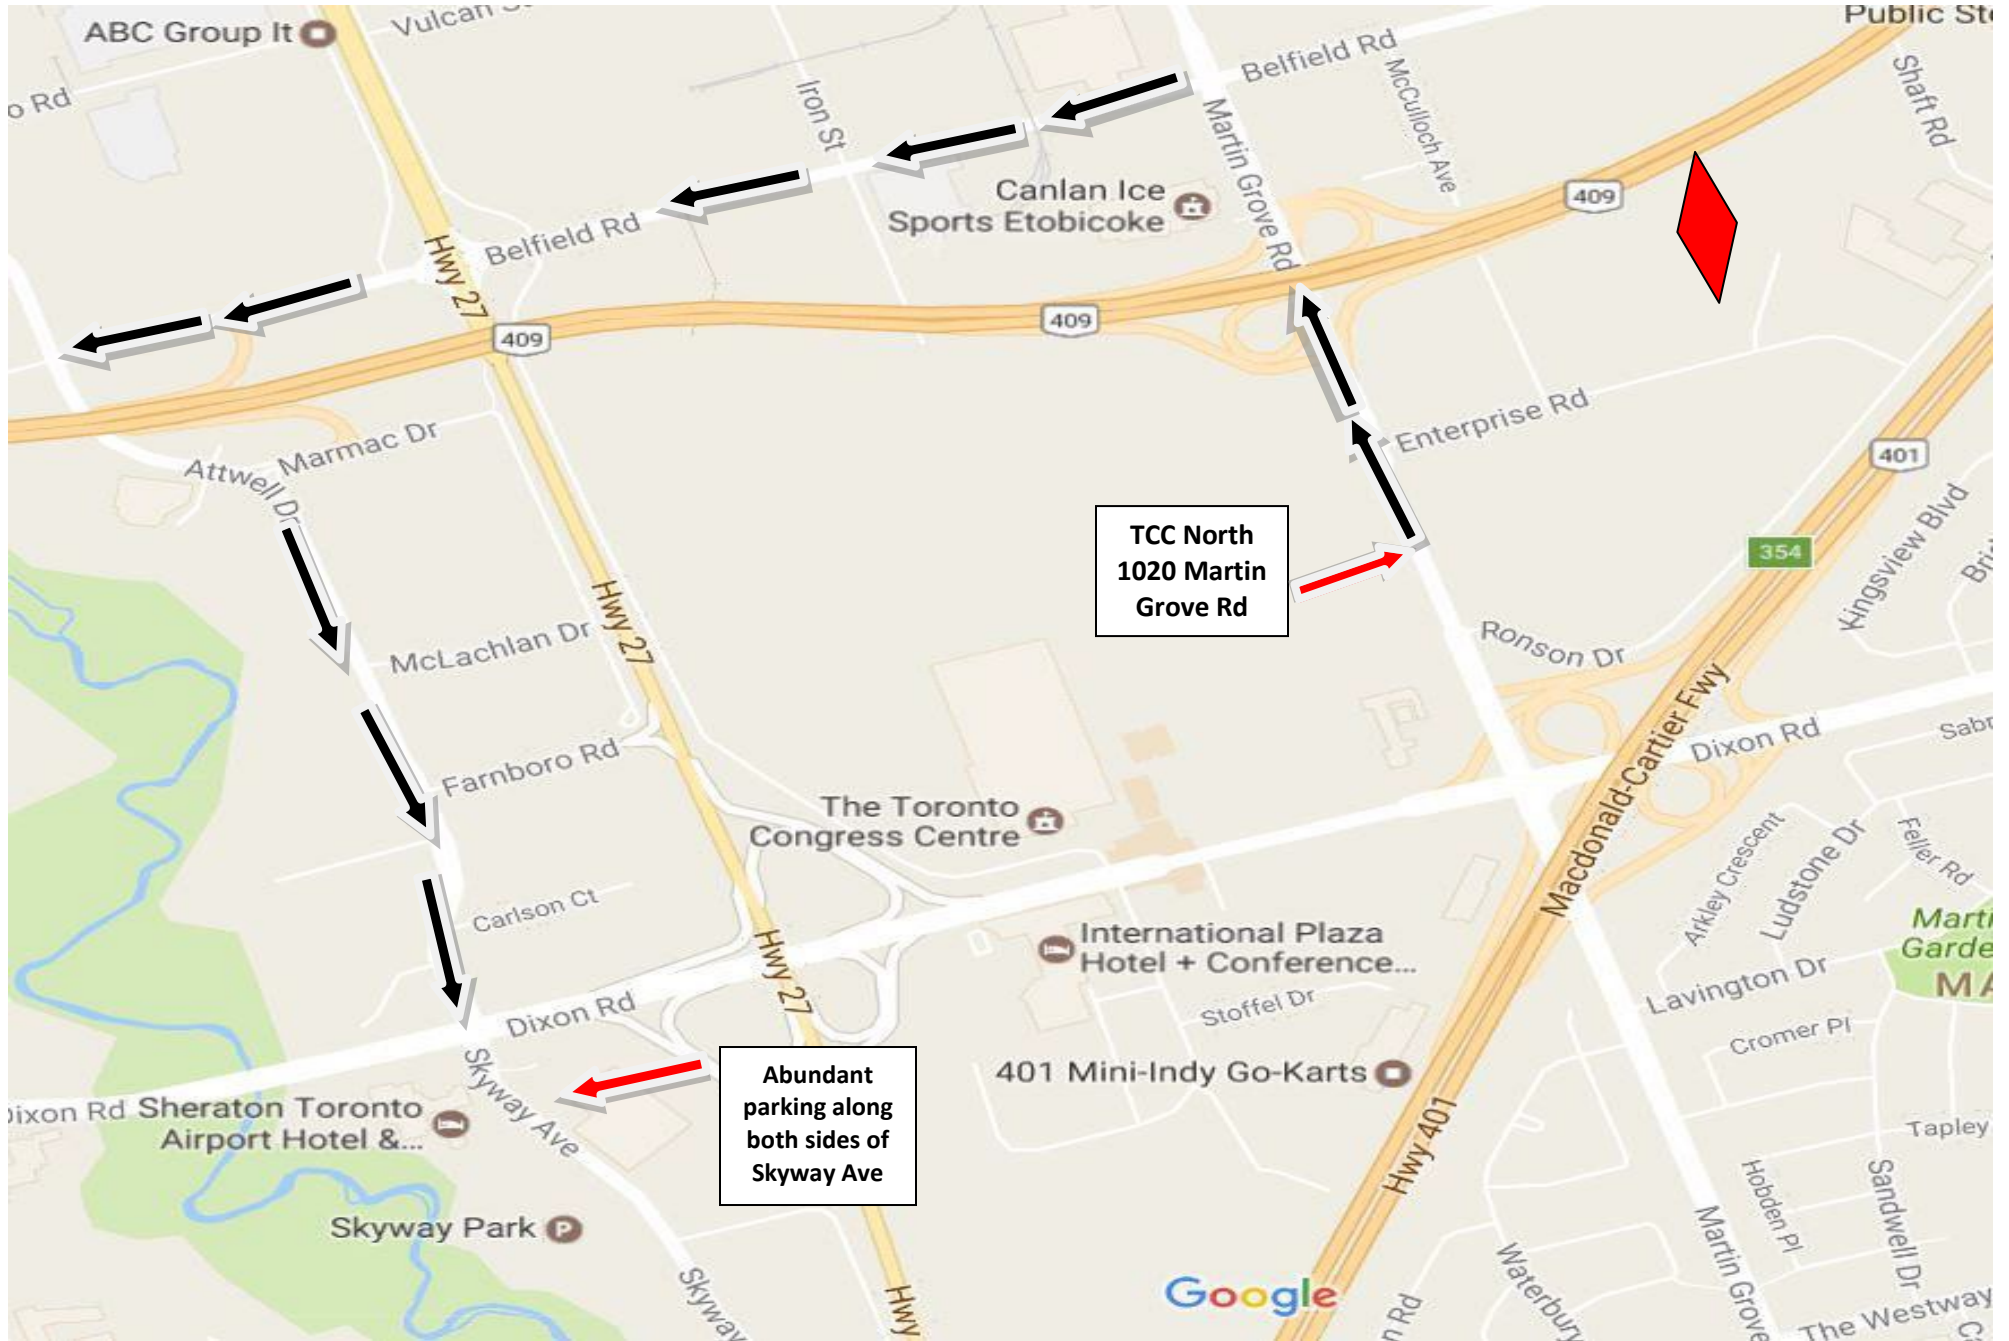 ABC Group It
Vulcan
Public
Rd
Belfield Rd
McCulloch Ave
Shaft Rd
Iron St
Martin Grove Rd
Canlan Ice
Sports Etobicoke
409
Belfield Rd
Hwy 27
409
409
Enterprise Rd
Marmac Dr
Attwell Dr
401
Kingsview Blvd
TCC North
1020 Martin
Grove Rd
354
Hwy 27
McLachlan Dr
Ronson Dr
Farnboro Rd
Macdonald-Cartier Fwy
Dixon Rd
The Toronto
Congress Centre
Arkley Crescent
Ludstone Dr
Feller Rd
Carlson Ct
Hwy 27
International Plaza
Hotel + Conference...
Lavington Dr
Dixon Rd
Stoffel Dr
Cromer Pl
Skyway Ave
Abundant
parking along
both sides of
Skyway Ave
401 Mini-Indy Go-Karts
Dixon Rd
Sheraton Toronto
Airport Hotel &...
Hwy 401
Tapley
Hobden Pl
Sandwell Dr
Skyway Park
P
Skyway
Hwy
Google
Waterbury
Martin Grove
n Rd
The Westway